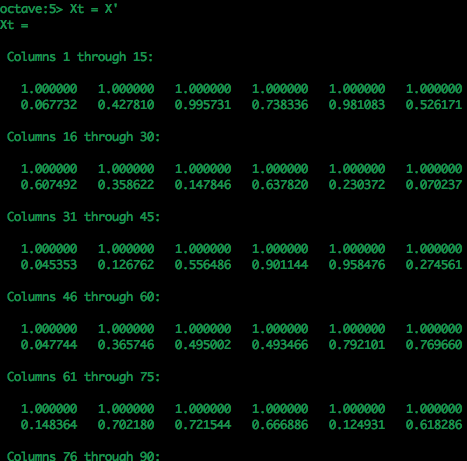 octave:5> Xt = X'
Xt =
Columns 1 through 15:
1.000000 1.000000 1.000000 1.000000 1.000000 1.000000
0.067732 0.427810 0.995731 0.738336 0.981083 0.526171
Columns 16 through 30:
1.000000 1.000000 1.000000 1.000000 1.000000 1.000000
0.607492 0.358622 0.147846 0.637820 0.230372 0.070237
Columns 31 through 45:
1.000000 1.000000 1.000000 1.000000 1.000000 1.000000
0.045353 0.126762 0.556486 0.901144 0.958476 0.274561
Columns 46 through 60:
1.000000 1.000000 1.000000 1.000000 1.000000 1.000000
0.047744 0.365746 0.495002 0.493466 0.792101 0.769660
Columns 61 through 75:
1.000000 1.000000 1.000000 1.000000 1.000000 1.000000
0.148364 0.702180 0.721544 0.666886 0.124931 0.618286
Columns 76 through 90: